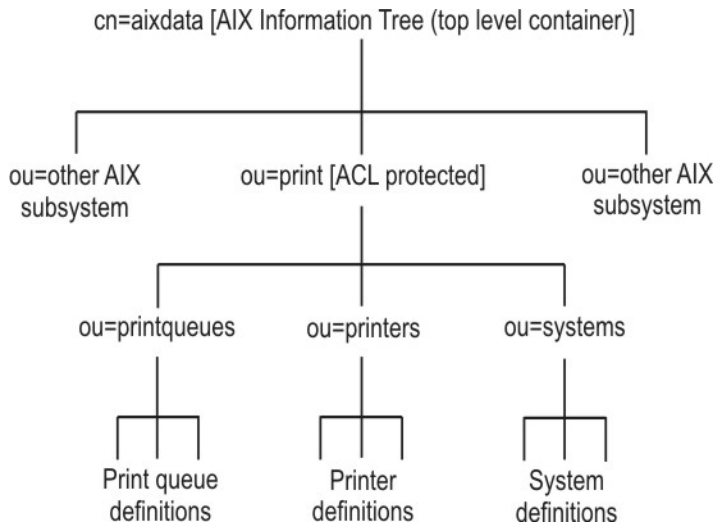 cn=aixdata [AIX Information Tree (top level container)]
ou=other AIX
subsystem
ou=print [ACL protected]
ou=other AIX
subsystem
ou=printqueues
ou=printers
ou=systems
Print queue
definitions
Printer
definitions
System
definitions